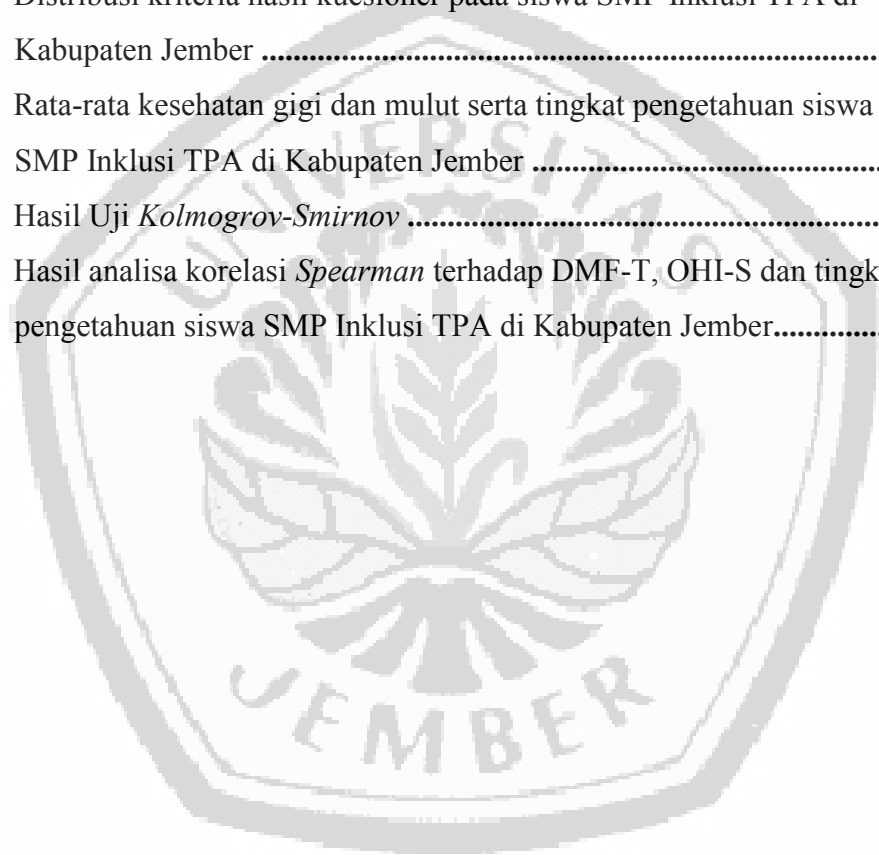 Distribusi kriteria hasil kuesioner pada siswa SMP Inklusi TPA di
Kabupaten Jember ........................................................................
Rata-rata kesehatan gigi dan mulut serta tingkat pengetahuan siswa
SMP Inklusi TPA di Kabupaten Jember ........................................
Hasil Uji Kolmogrov-Smirnov ......................................................
Hasil analisa korelasi Spearman terhadap DMF-T, OHI-S dan tingk
pengetahuan siswa SMP Inklusi TPA di Kabupaten Jember............
UNIVERSITAS
JEMBER